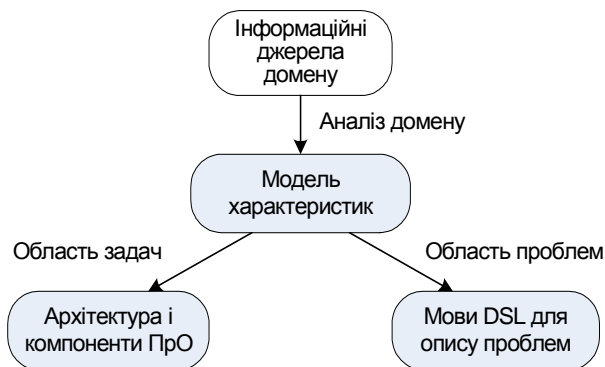 Інформаційні
джерела
домену
Аналіз домену
Модель
характеристик
Область задач
Область проблем
Архітектура і
компоненти ПрО
Мови DSL для
опису проблем